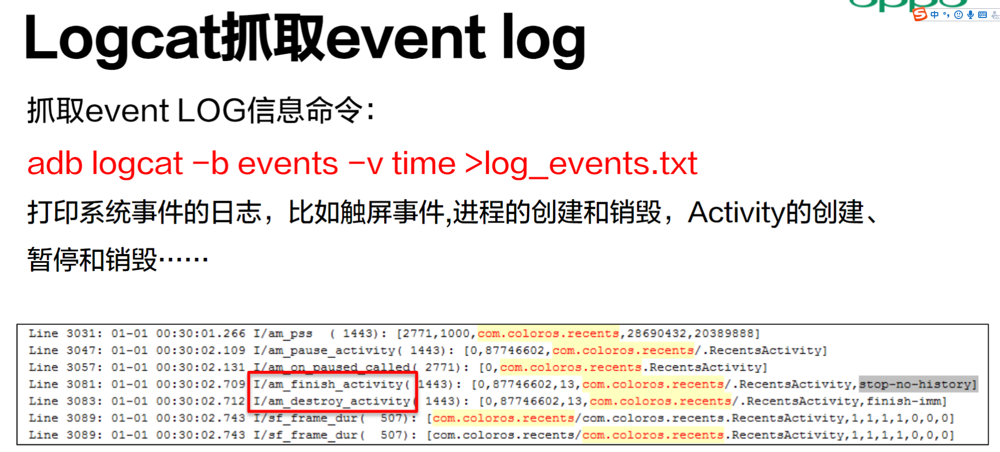 oppo
中
Logcat抓取event log
抓取event LOG信息命令：
adb logcat –b events –v time >log_events.txt
打印系统事件的日志，比如触屏事件,进程的创建和销毁，Activity的创建、
暂停和销毁……
Line 3031: 01-01 00:30:01.266 I/am_pss  ( 1443): [2771,1000,com.coloros.recents,28690432,20389888]
Line 3047: 01-01 00:30:02.109 I/am_pause_activity( 1443): [0,87746602,com.coloros.recents/.RecentsActivity]
Line 3057: 01-01 00:30:02.131 I/am_on_paused_called( 2771): [0,com.coloros.recents.RecentsActivity]
Line 3081: 01-01 00:30:02.709 I/am_finish_activity( 1443): [0,87746602,13,com.coloros.recents/.RecentsActivity,stop-no-history]
Line 3083: 01-01 00:30:02.712 I/am_destroy_activity( 1443): [0,87746602,13,com.coloros.recents/.RecentsActivity,finish-imm]
Line 3089: 01-01 00:30:02.743 I/sf_frame_dur(  507): [com.coloros.recents/com.coloros.recents.RecentsActivity,1,1,1,1,0,0,0]
Line 3089: 01-01 00:30:02.743 I/sf_frame_dur(  507): [com.coloros.recents/com.coloros.recents.RecentsActivity,1,1,1,1,0,0,0]